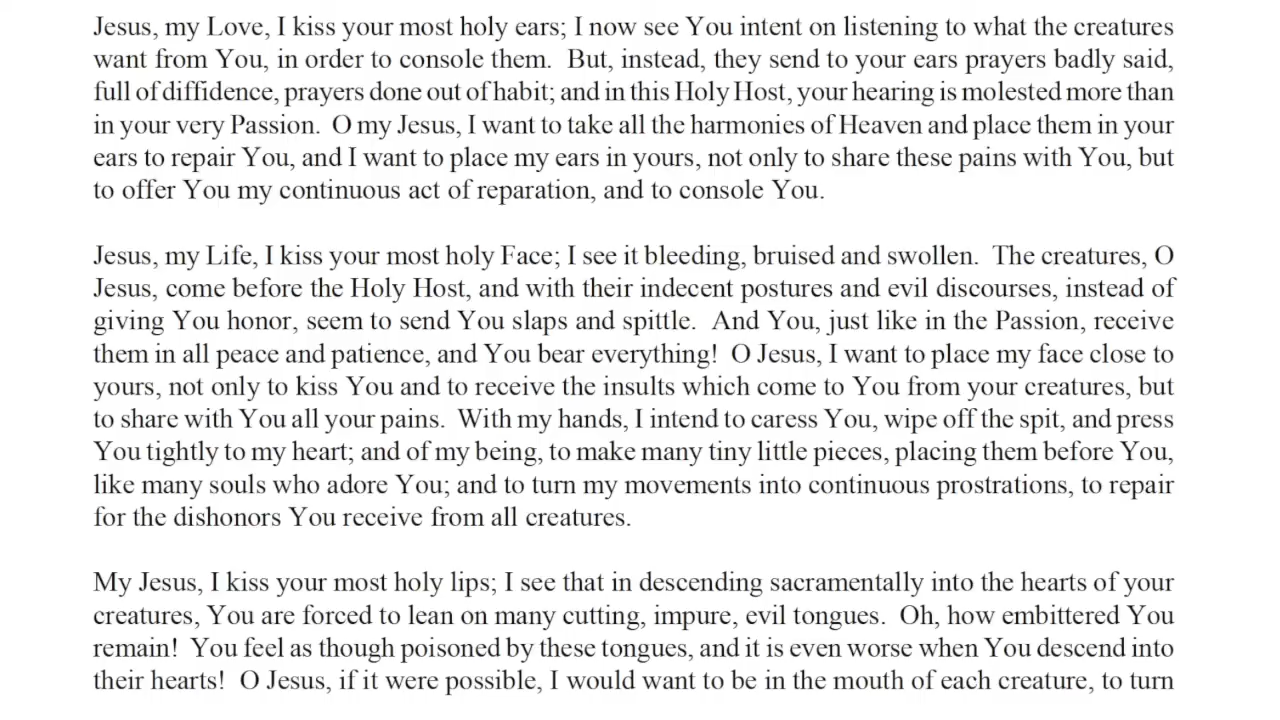 Jesus, my Love, I kiss your most holy ears; I now see You intent on listening to what the creatures
want from You, in order to console them.  But, instead, they send to your ears prayers badly said,
full of diffidence, prayers done out of habit; and in this Holy Host, your hearing is molested more than
in your very Passion.  O my Jesus, I want to take all the harmonies of Heaven and place them in your
ears to repair You, and I want to place my ears in yours, not only to share these pains with You, but
to offer You my continuous act of reparation, and to console You.
Jesus, my Life, I kiss your most holy Face; I see it bleeding, bruised and swollen.  The creatures, O
Jesus, come before the Holy Host, and with their indecent postures and evil discourses, instead of
giving You honor, seem to send You slaps and spittle.  And You, just like in the Passion, receive
them in all peace and patience, and You bear everything!  O Jesus, I want to place my face close to
yours, not only to kiss You and to receive the insults which come to You from your creatures, but
to share with You all your pains.  With my hands, I intend to caress You, wipe off the spit, and press
You tightly to my heart; and of my being, to make many tiny little pieces, placing them before You,
like many souls who adore You; and to turn my movements into continuous prostrations, to repair
for the dishonors You receive from all creatures.
My Jesus, I kiss your most holy lips; I see that in descending sacramentally into the hearts of your
creatures, You are forced to lean on many cutting, impure, evil tongues.  Oh, how embittered You
remain!  You feel as though poisoned by these tongues, and it is even worse when You descend into
their hearts!  O Jesus, if it were possible, I would want to be in the mouth of each creature, to turn